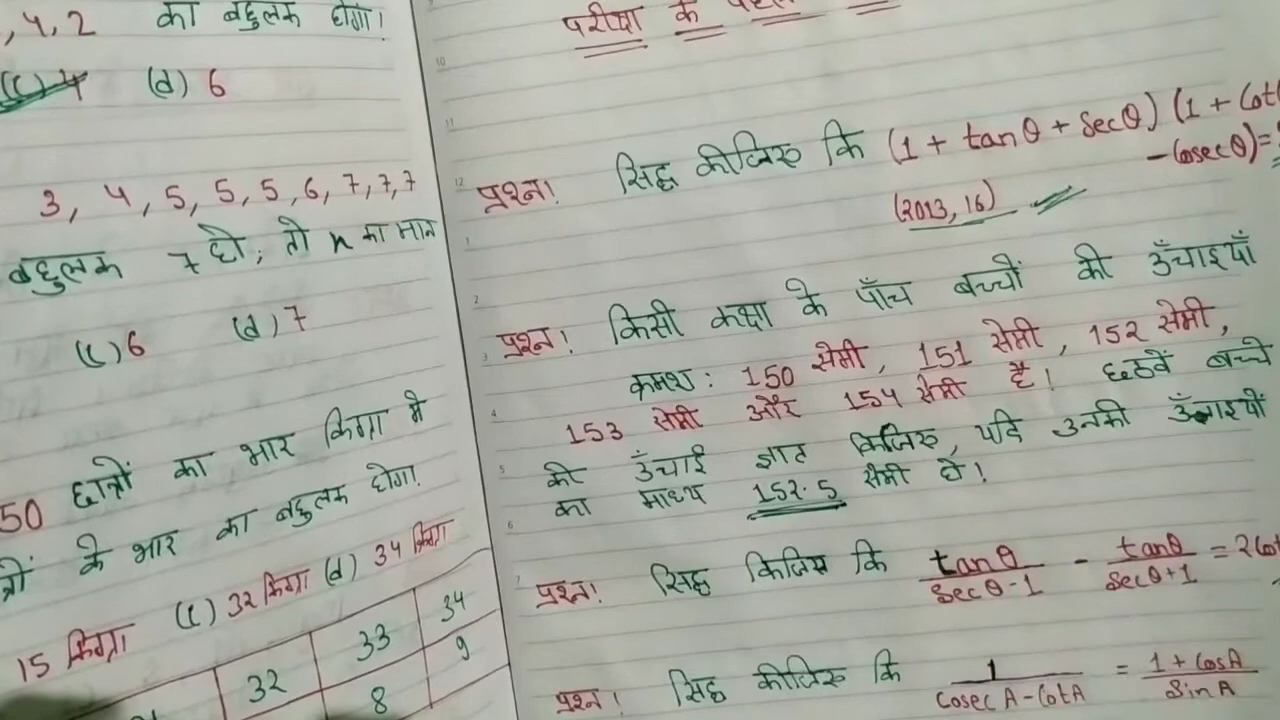 , 4, 2 का बहुलक होगा!
(c) 4 (d) 6
3, 4, 5, 5, 5, 6, 7, 7, 7
बहुलक 7 हो, तो n का मान
(c) 6 (d) 7
50 छात्रों का भार किग्रा मे
त्रों के भार का बहुलक होगा.
15 किग्रा (c) 32 किग्रा (d) 34 किग्रा
32 33 34
8 9
परीक्षा के
प्रश्न! सिद्ध कीजिए कि (1 + tanθ + secθ) (1 + Cot
- Cosecθ) =
(2013, 16)
प्रश्न! किसी कक्षा के पाँच बच्चों की उँचाइयाँ
क्रमश: 150 सेमी, 151 सेमी, 152 सेमी,
153 सेमी और 154 सेमी है! छठवें बच्चे
की उँचाई ज्ञात किजिए, यदि उनकी उँचाइयों
का माध्य 152.5 सेमी हो!
प्रश्न! सिद्ध किजिए कि tanθ/secθ-1 - tanθ/secθ+1 = 2Cot
प्रश्न! सिद्ध कीजिए कि 1/Cosec A - Cot A = 1 + Cos A/Sin A